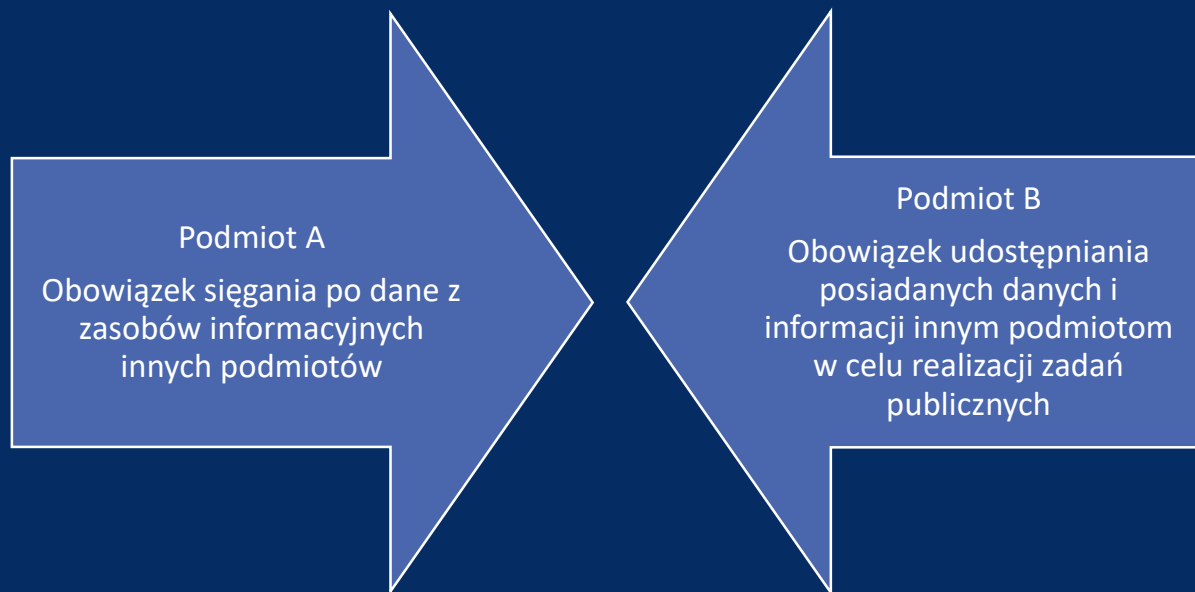 Podmiot A
Obowiązek sięgania po dane z
zasobów informacyjnych
innych podmiotów
Podmiot B
Obowiązek udostępniania
posiadanych danych i
informacji innym podmiotom
w celu realizacji zadań
publicznych